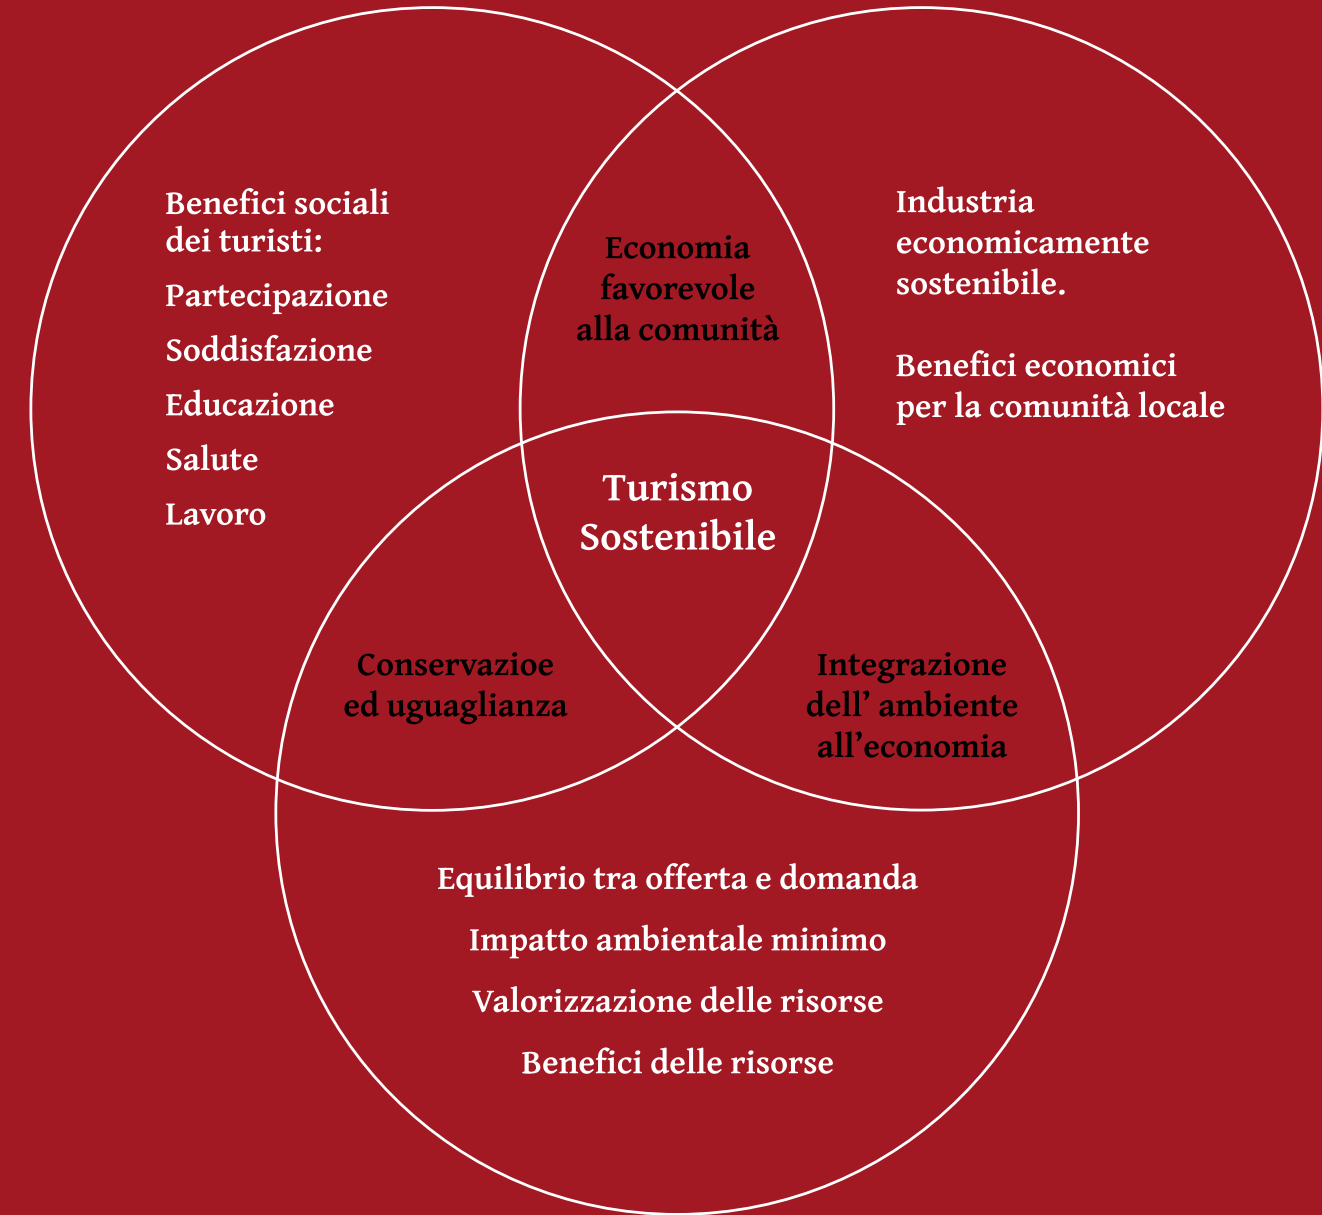 Benefici sociali
dei turisti:
Partecipazione
Soddisfazione
Educazione
Salute
Lavoro
Economia
favorevole
alla comunità
Industria
economicamente
sostenibile.
Benefici economici
per la comunità locale
Turismo
Sostenibile
Conservazioe
ed uguaglianza
Integrazione
dell’ ambiente
all’economia
Equilibrio tra offerta e domanda
Impatto ambientale minimo
Valorizzazione delle risorse
Benefici delle risorse